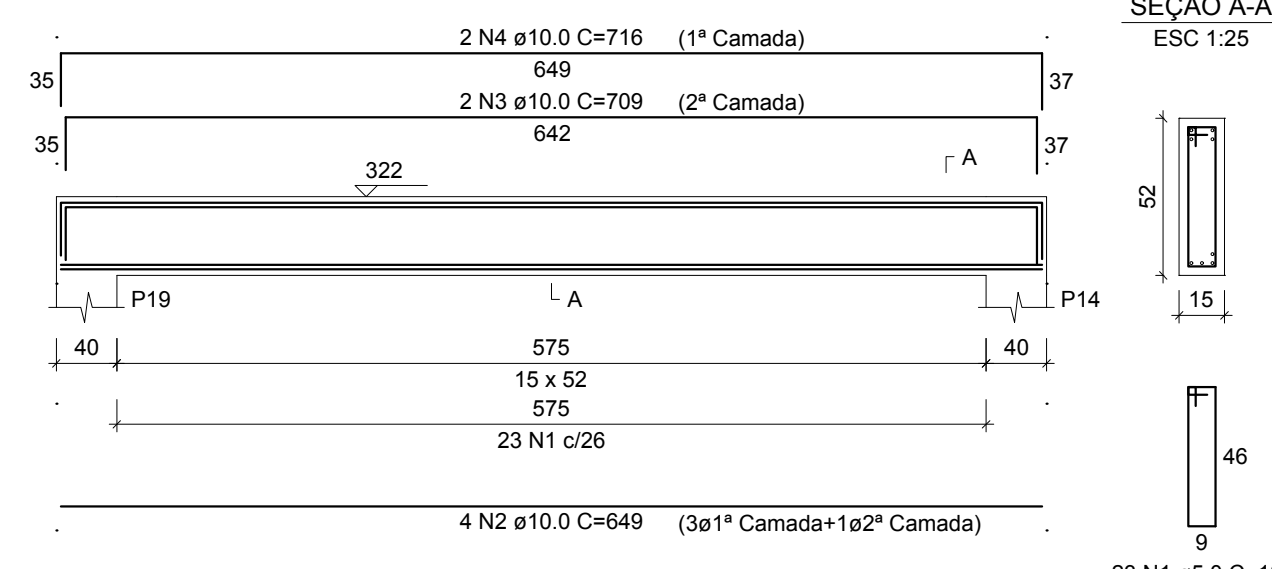 SEÇÃO A-A
ESC 1:25
2 N4 ø10.0 C=716 (1ª Camada)
35
649
37
2 N3 ø10.0 C=709 (2ª Camada)
35
642
37
A
322
52
15
P19
A
P14
40
575
40
15 x 52
575
23 N1 c/26
46
9
4 N2 ø10.0 C=649 (3ø1ª Camada+1ø2ª Camada)